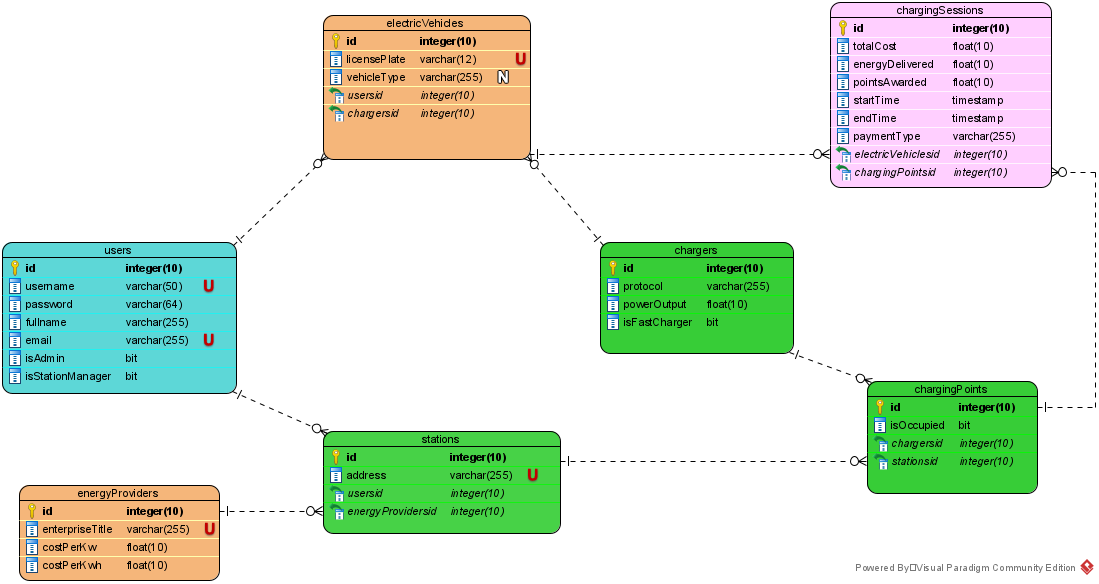 electricVehicles
id integer(10)
licensePlate varchar(12) U
vehicleType varchar(255) N
usersid integer(10)
chargersid integer(10)
chargingSessions
id integer(10)
totalCost float(10)
energyDelivered float(10)
pointsAwarded float(10)
startTime timestamp
endTime timestamp
paymentType varchar(255)
electricVehiclesid integer(10)
chargingPointsid integer(10)
users
id integer(10)
username varchar(50) U
password varchar(64)
fullname varchar(255)
email varchar(255) U
isAdmin bit
isStationManager bit
chargers
id integer(10)
protocol varchar(255)
powerOutput float(10)
isFastCharger bit
chargingPoints
id integer(10)
isOccupied bit
chargersid integer(10)
stationsid integer(10)
stations
id integer(10)
address varchar(255) U
usersid integer(10)
energyProvidersid integer(10)
energyProviders
id integer(10)
enterpriseTitle varchar(255) U
costPerKw float(10)
costPerKwh float(10)
Powered By□Visual Paradigm Community Edition